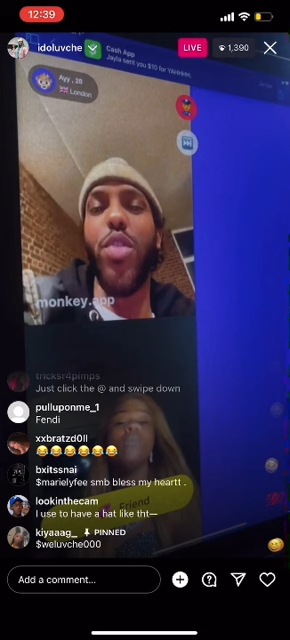 12:39
idoluvche
Cash App
Jayla sent you $10 for
LIVE
1,390
Ayy , 28
London
monkey.app
tricksr4pimps
Just click the @ and swipe down
pulluponme_1
Fendi
xxbratzd0ll
😂😂😂😂😂😂
bxitssnai
$marielyfee smb bless my heartt .
Friend
lookinthecam
I use to have a hat like tht—
kiyaaag_ PINNED
$weluvche000
Add a comment...